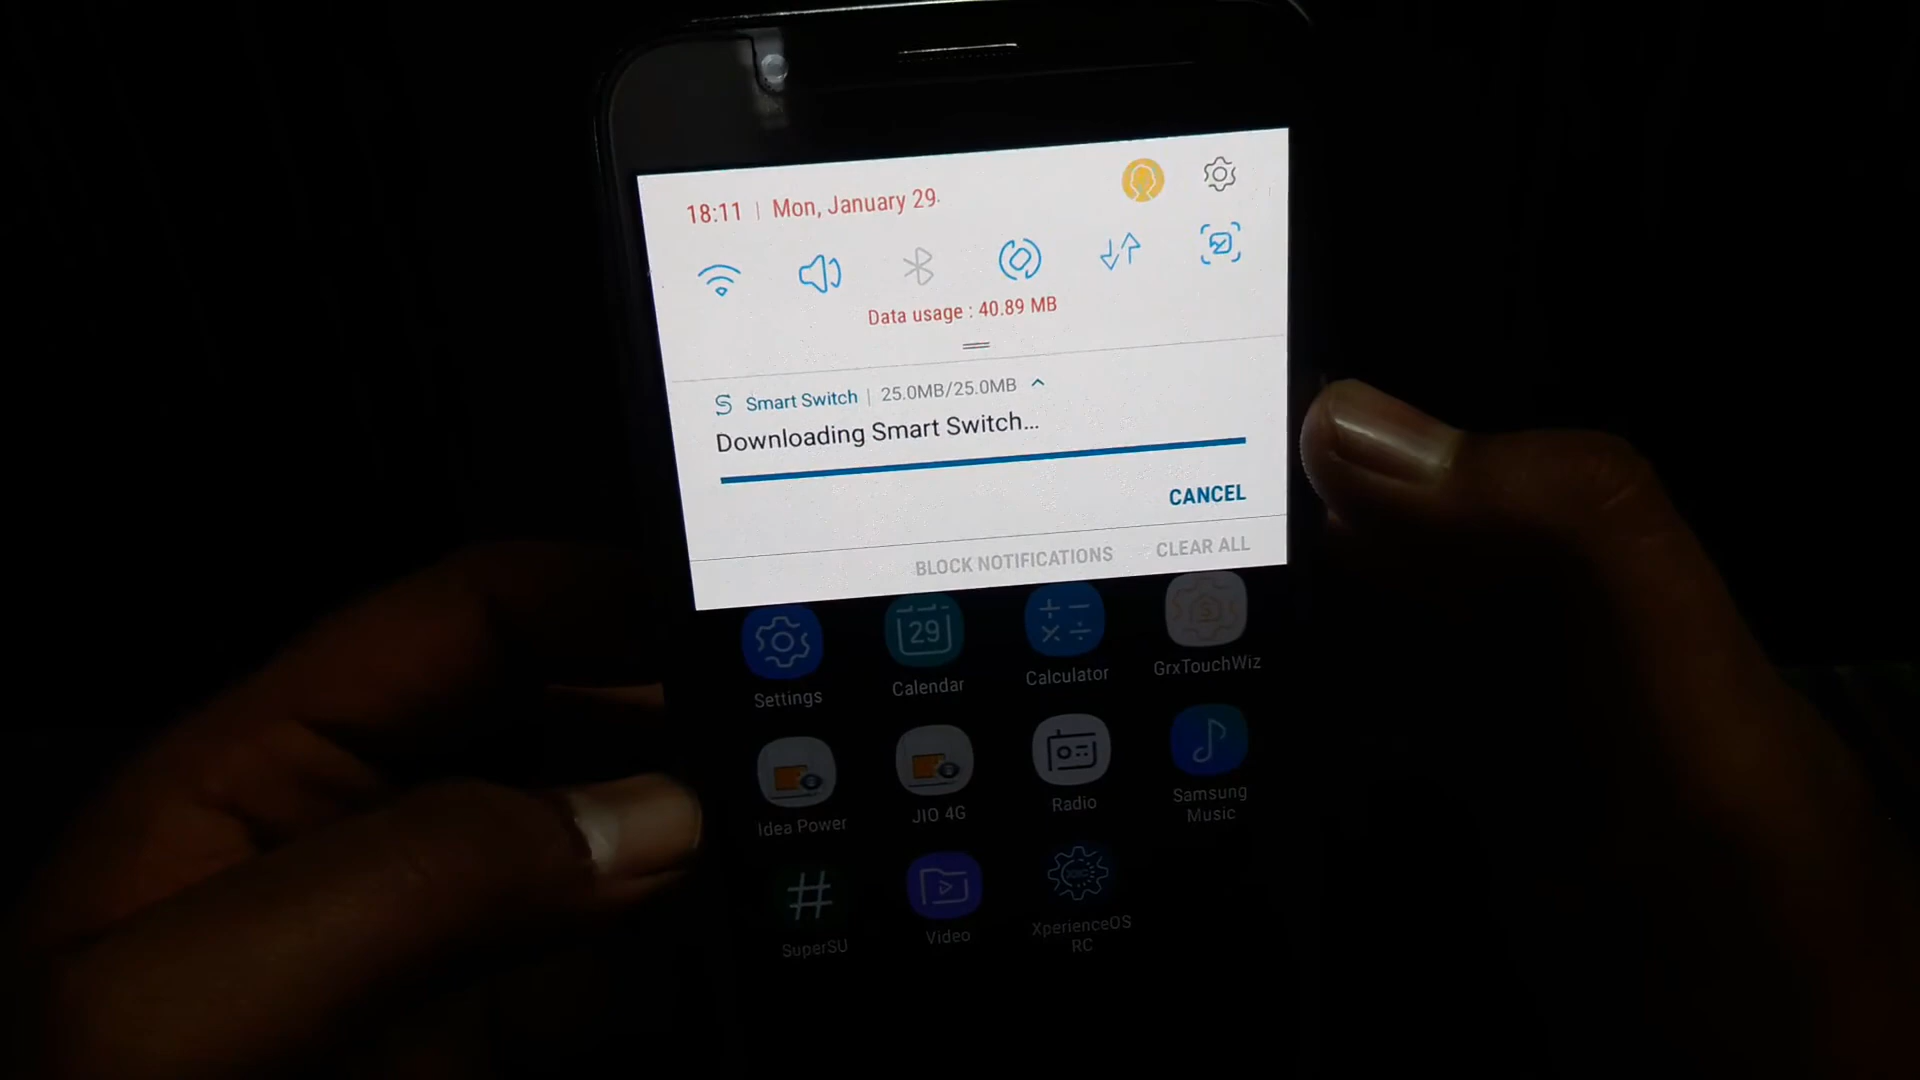 18:11 | Mon, January 29.
Data usage : 40.89 MB
Smart Switch | 25.0MB/25.0MB
Downloading Smart Switch...
CANCEL
BLOCK NOTIFICATIONS CLEAR ALL
29
Settings Calendar Calculator GrxTouchWiz
Idea Power JIO 4G Radio Samsung Music
SuperSU Video XperienceOS RC